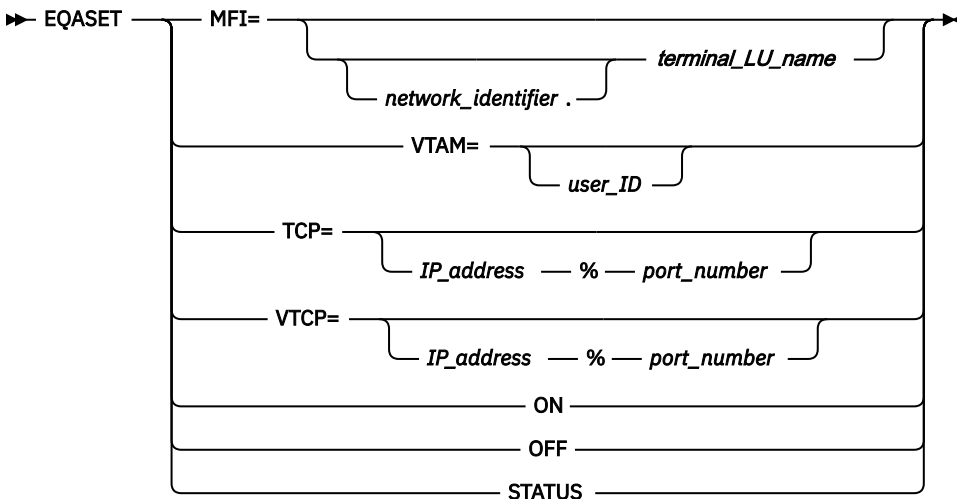 EQASET MFI=
terminal_LU_name
network_identifier .
VTAM=
user_ID
TCP=
IP_address % port_number
VTCP=
IP_address % port_number
ON
OFF
STATUS